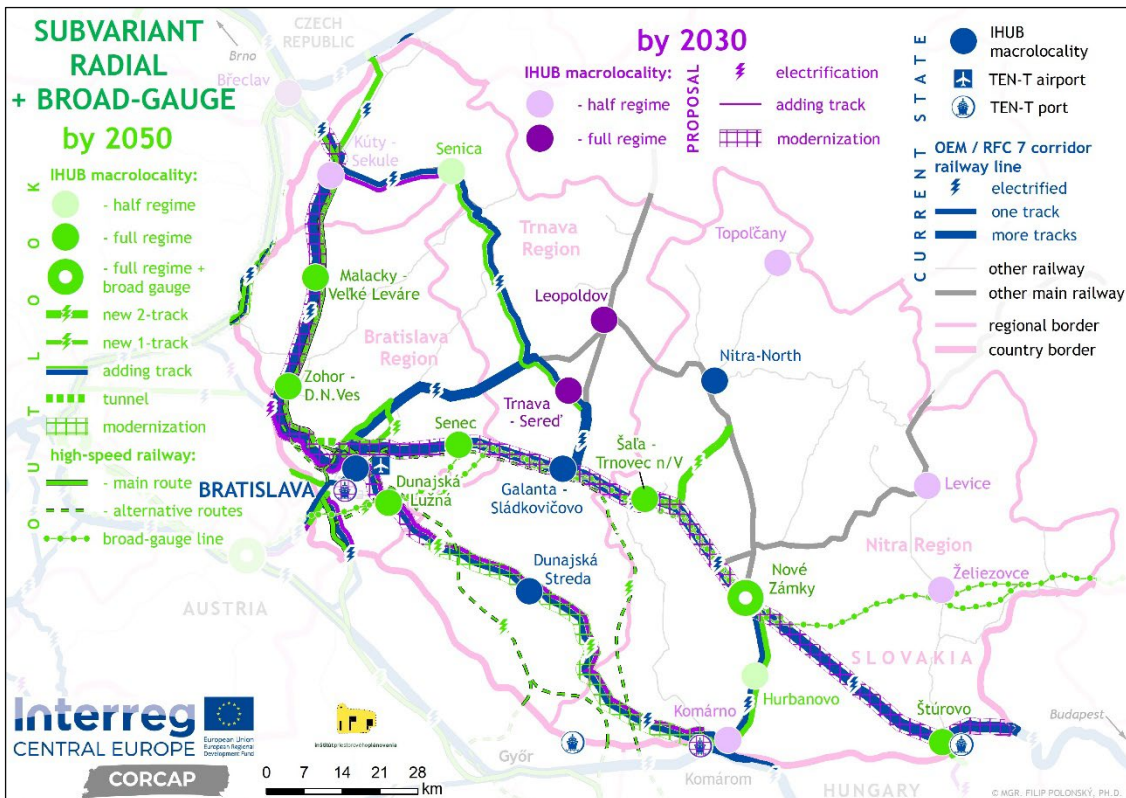 SUBVARIANT
RADIAL
+ BROAD-GAUGE
by 2050
OUTLOOK
IHUB macrolocality:
- half regime
- full regime
- full regime +
broad gauge
new 2-track
new 1-track
adding track
tunnel
modernization
high-speed railway:
- main route
- alternative routes
broad-gauge line
by 2030
IHUB macrolocality:
- half regime
- full regime
PROPOSAL
electrification
adding track
modernization
CURRENT STATE
IHUB
macrolocality
TEN-T airport
TEN-T port
OEM / RFC 7 corridor
railway line
electrified
one track
more tracks
other railway
other main railway
regional border
country border
CZECH
REPUBLIC
Brno
Břeclav
Kúty -
Sekule
Senica
Trnava
Region
Topoľčany
Malacky -
Veľké Leváre
Leopoldov
Bratislava
Region
Nitra-North
Zohor -
D.N.Ves
Trnava
- Sereď
Senec
Šaľa -
Trnovec n/V
BRATISLAVA
Dunajská
Lužná
Galanta -
Sládkovičovo
Levice
Nitra Region
Dunajská
Streda
Nové
Zámky
Želiezovce
AUSTRIA
SLOVAKIA
Hurbanovo
Štúrovo
Komárno
Budapest
Győr
Komárom
HUNGARY
Interreg
CENTRAL EUROPE
European Union
European Regional
Development Fund
CORCAP
inštitút priestorového plánovania
0 7 14 21 28
km
© MGR. FILIP POLONSKÝ, PH.D.